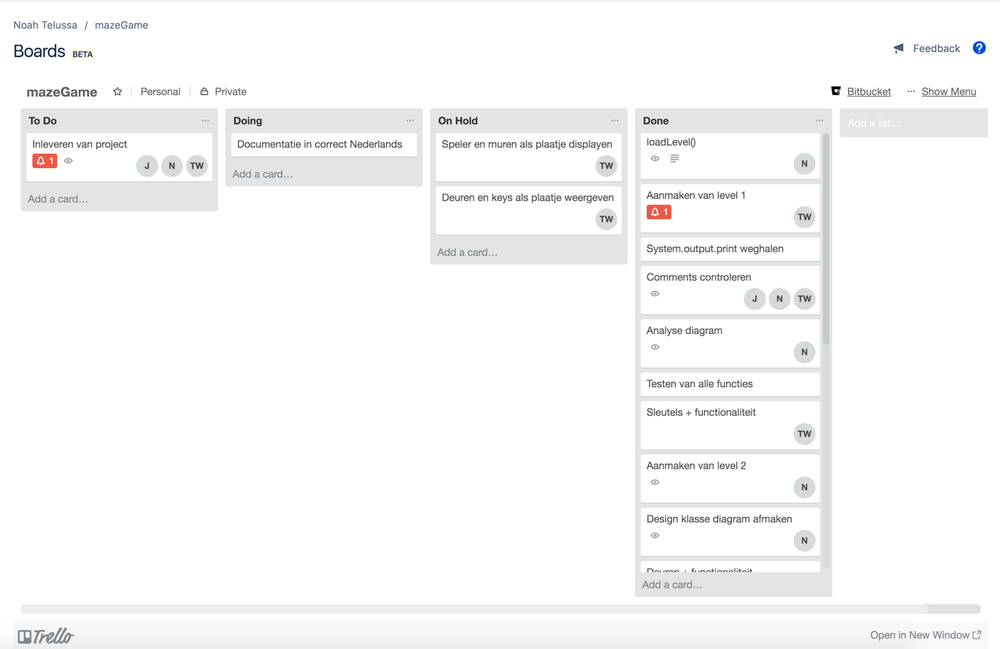 Noah Telussa / mazeGame
Boards BETA
Feedback
mazeGame
Personal
Private
Bitbucket
... Show Menu
To Do ...
Inleveren van project
1
J N TW
Add a card...
Doing ...
Documentatie in correct Nederlands
Add a card...
On Hold ...
Speler en muren als plaatje displayen
TW
Deuren en keys als plaatje weergeven
TW
Add a card...
Done ...
loadLevel()
N
Aanmaken van level 1
1
TW
System.output.print weghalen
Comments controleren
J N TW
Analyse diagram
N
Testen van alle functies
Sleutels + functionaliteit
TW
Aanmaken van level 2
N
Design klasse diagram afmaken
N
Deuren + functionaliteit
Add a card...
Add a list...
Trello
Open in New Window